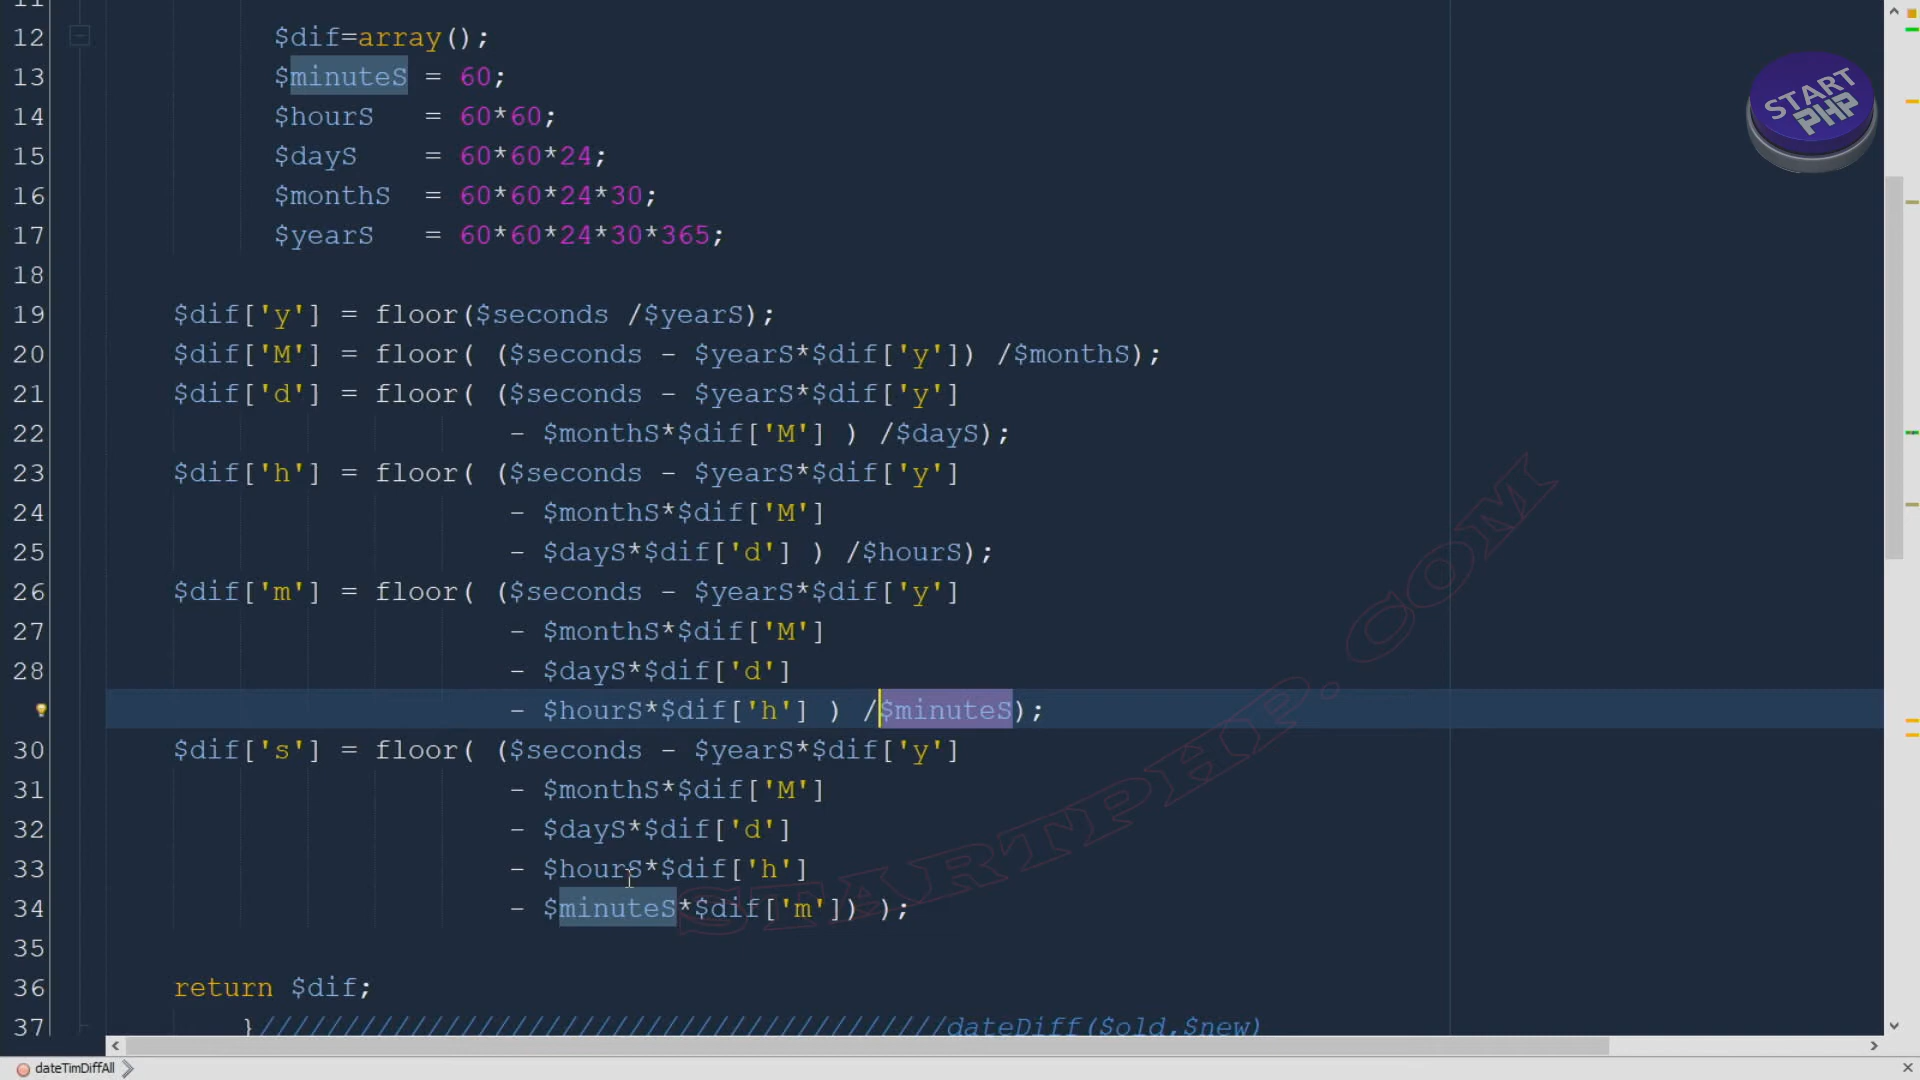 11
12 $dif=array();
13 $minuteS = 60;
14 $hourS = 60*60;
15 $dayS = 60*60*24;
16 $monthS = 60*60*24*30;
17 $yearS = 60*60*24*30*365;
18
19 $dif['y'] = floor($seconds /$yearS);
20 $dif['M'] = floor( ($seconds - $yearS*$dif['y']) /$monthS);
21 $dif['d'] = floor( ($seconds - $yearS*$dif['y']
22 - $monthS*$dif['M'] ) /$dayS);
23 $dif['h'] = floor( ($seconds - $yearS*$dif['y']
24 - $monthS*$dif['M']
25 - $dayS*$dif['d'] ) /$hourS);
26 $dif['m'] = floor( ($seconds - $yearS*$dif['y']
27 - $monthS*$dif['M']
28 - $dayS*$dif['d']
- $hourS*$dif['h'] ) /$minuteS);
30 $dif['s'] = floor( ($seconds - $yearS*$dif['y']
31 - $monthS*$dif['M']
32 - $dayS*$dif['d']
33 - $hourS*$dif['h']
34 - $minuteS*$dif['m']) );
35
36 return $dif;
37 }/////////////////////////////////////////dateDiff($old,$new)
START
PHP
STARTPHP.COM
dateTimDiffAll